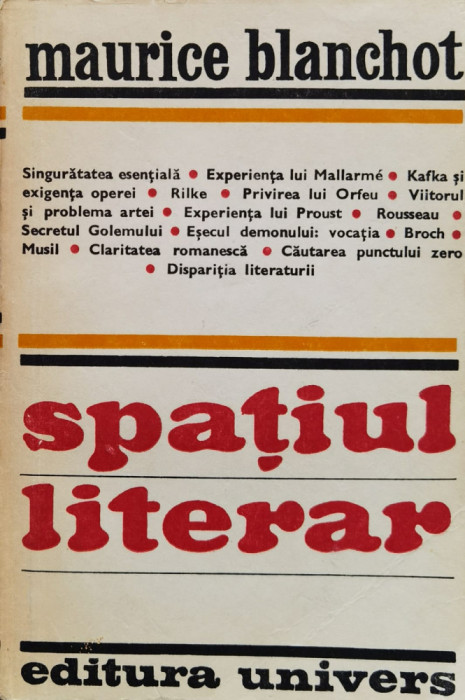 maurice blanchot
Singurătatea esențială • Experiența lui Mallarmé • Kafka și
exigența operei • Rilke • Privirea lui Orfeu • Viitorul
și problema artei • Experiența lui Proust • Rousseau •
Secretul Golemului • Eșecul demonului: vocația • Broch •
Musil • Claritatea romanescă • Căutarea punctului zero
• Dispariția literaturii
spațiul
literar
editura univers